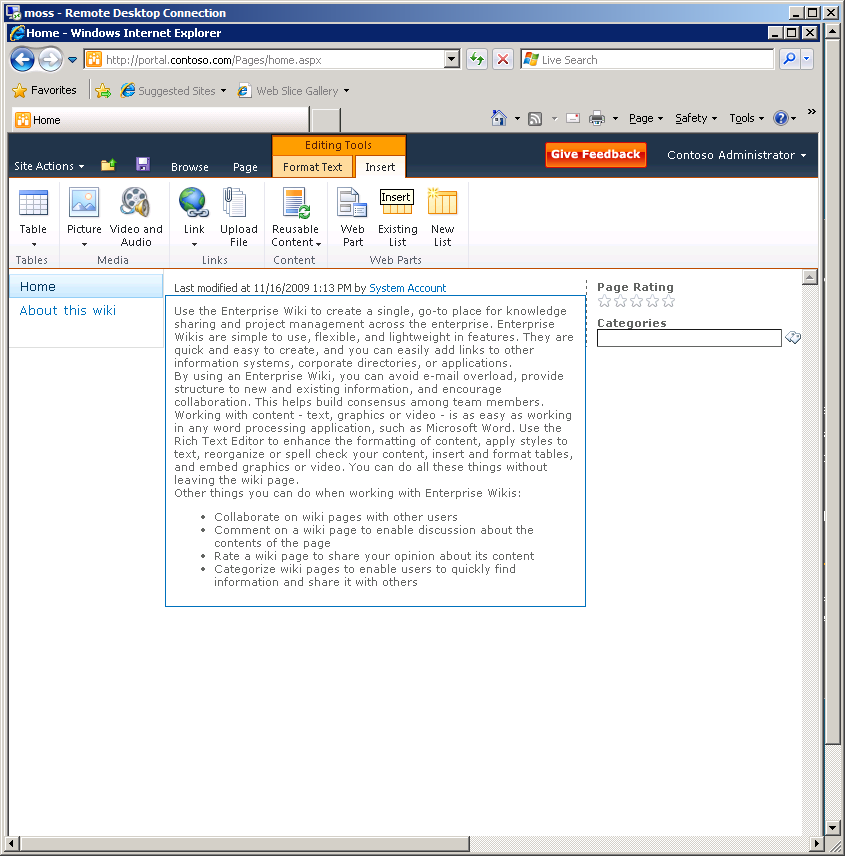 moss - Remote Desktop Connection
Home - Windows Internet Explorer
http://portal.contoso.com/Pages/home.aspx
Live Search
Favorites
Suggested Sites
Web Slice Gallery
Home
Page
Safety
Tools
»
Editing Tools
Site Actions
Browse
Page
Format Text
Insert
Give Feedback
Contoso Administrator
Table
Picture
Video and
Audio
Link
Upload
File
Reusable
Content
Web
Part
Insert
Existing
List
New
List
Tables
Media
Links
Content
Web Parts
Home
About this wiki
Last modified at 11/16/2009 1:13 PM by System Account
Use the Enterprise Wiki to create a single, go-to place for knowledge
sharing and project management across the enterprise. Enterprise
Wikis are simple to use, flexible, and lightweight in features. They are
quick and easy to create, and you can easily add links to other
information systems, corporate directories, or applications.
By using an Enterprise Wiki, you can avoid e-mail overload, provide
structure to new and existing information, and encourage
collaboration. This helps build consensus among team members.
Working with content - text, graphics or video - is as easy as working
in any word processing application, such as Microsoft Word. Use the
Rich Text Editor to enhance the formatting of content, apply styles to
text, reorganize or spell check your content, insert and format tables,
and embed graphics or video. You can do all these things without
leaving the wiki page.
Other things you can do when working with Enterprise Wikis:
• Collaborate on wiki pages with other users
• Comment on a wiki page to enable discussion about the
contents of the page
• Rate a wiki page to share your opinion about its content
• Categorize wiki pages to enable users to quickly find
information and share it with others
Page Rating
Categories